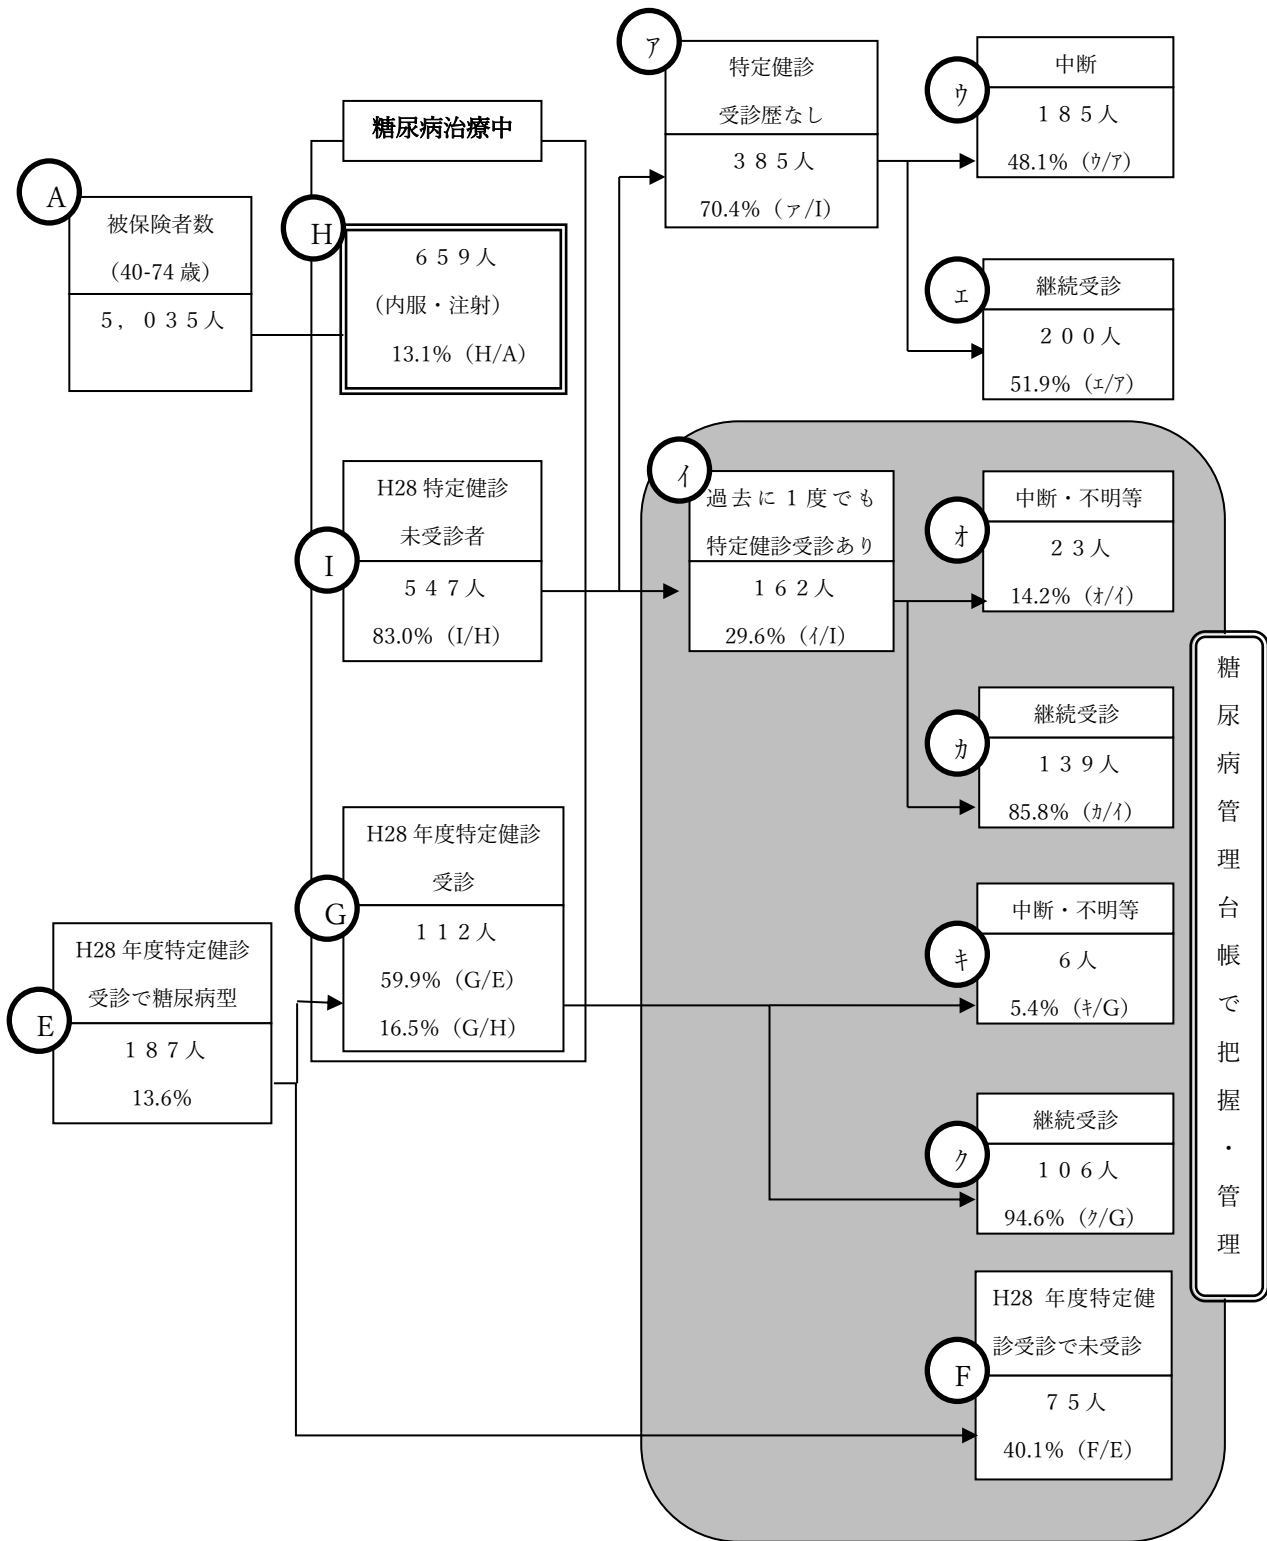 A
被保険者数
(40-74 歳)
５，０３５人
糖尿病治療中
H
６５９人
（内服・注射）
13.1%（H/A）
I
H28 特定健診
未受診者
５４７人
83.0%（I/H）
G
H28 年度特定健診
受診
１１２人
59.9%（G/E）
16.5%（G/H）
E
H28 年度特定健診
受診で糖尿病型
１８７人
13.6%
ア
特定健診
受診歴なし
３８５人
70.4%（ｧ/I）
ゥ
中断
１８５人
48.1%（ｩ/ｱ）
ェ
継続受診
２００人
51.9%（ｪ/ｱ）
イ
過去に１度でも
特定健診受診あり
１６２人
29.6%（ｲ/I）
オ
中断・不明等
２３人
14.2%（ｵ/ｲ）
カ
継続受診
１３９人
85.8%（ｶ/ｲ）
キ
中断・不明等
６人
5.4%（ｷ/G）
ク
継続受診
１０６人
94.6%（ｸ/G）
F
H28 年度特定健
診受診で未受診
７５人
40.1%（F/E）
糖尿病管理台帳で把握・管理